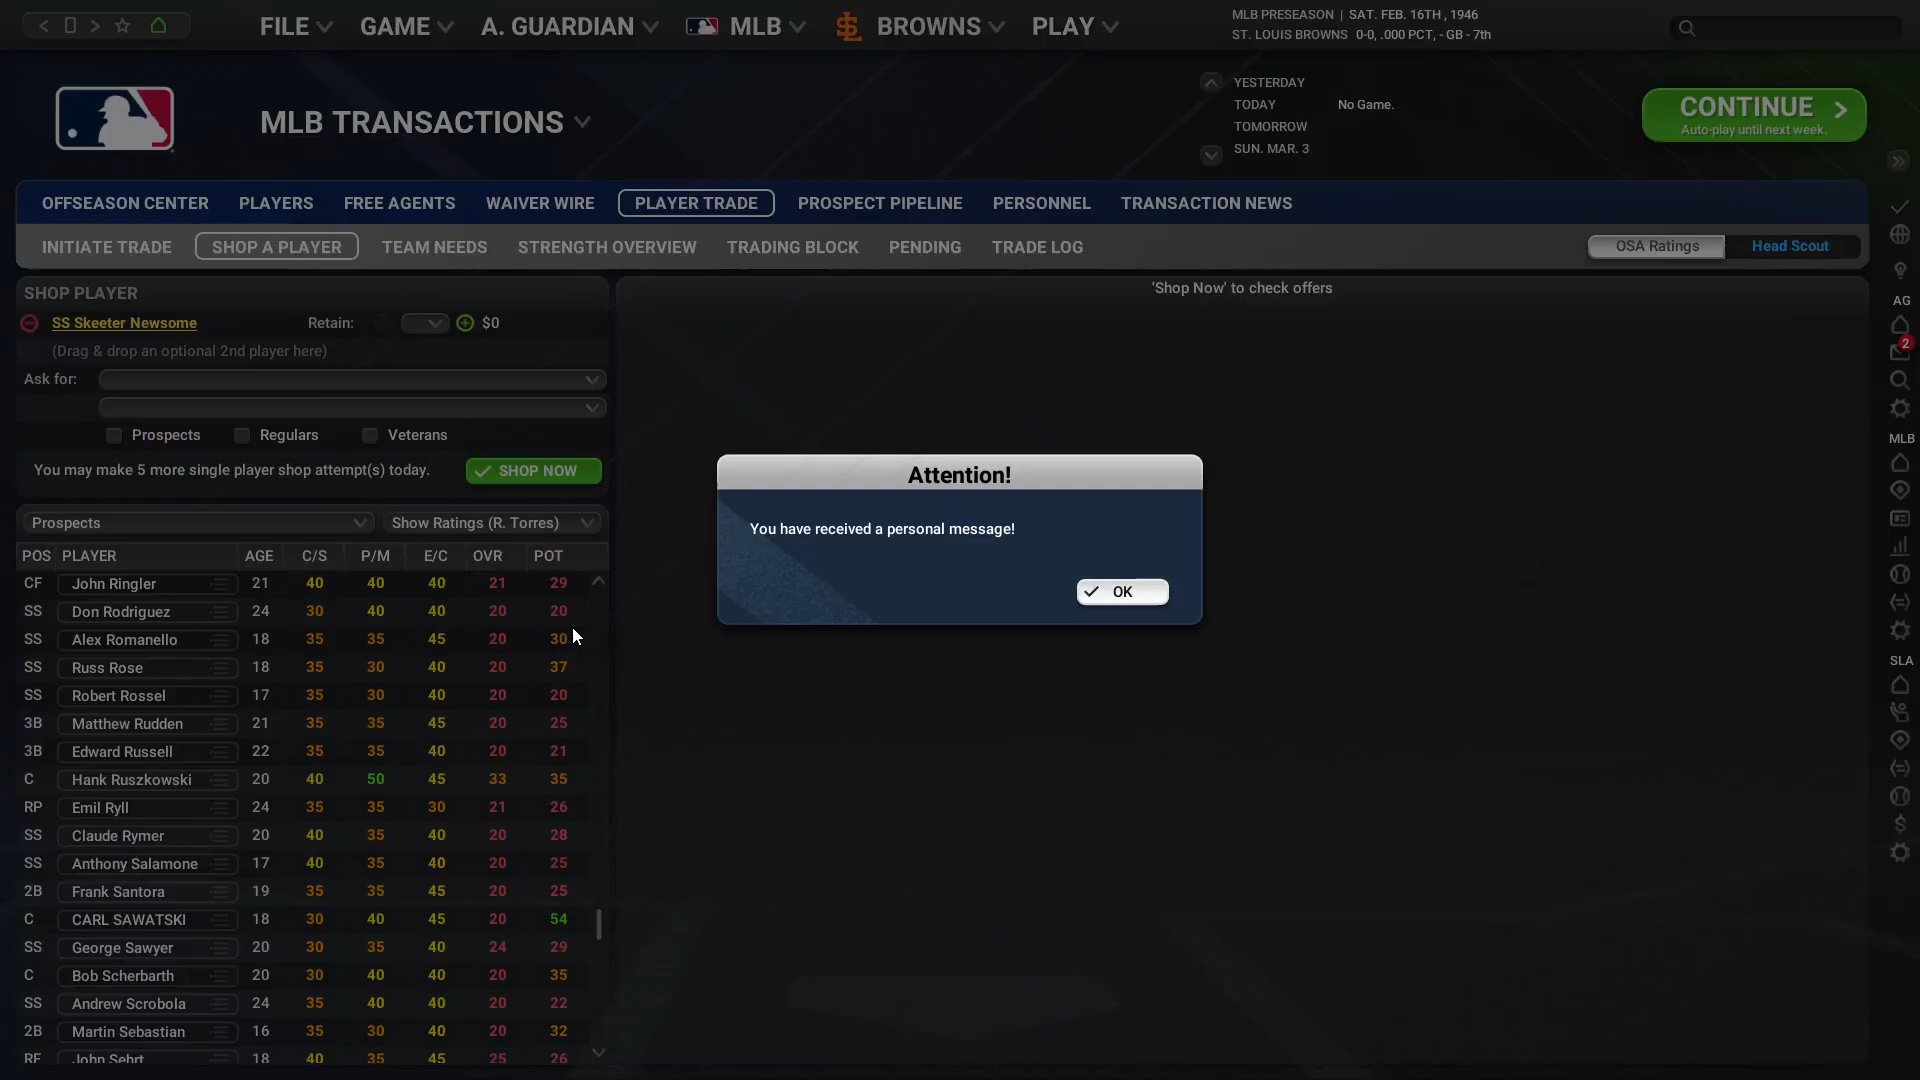 FILE GAME A. GUARDIAN MLB BROWNS PLAY
MLB PRESEASON | SAT. FEB. 16TH , 1946
ST. LOUIS BROWNS 0-0, .000 PCT, - GB - 7th
MLB TRANSACTIONS
YESTERDAY
TODAY No Game.
TOMORROW
SUN. MAR. 3
CONTINUE
Auto-play until next week.
OFFSEASON CENTER PLAYERS FREE AGENTS WAIVER WIRE PLAYER TRADE PROSPECT PIPELINE PERSONNEL TRANSACTION NEWS
INITIATE TRADE SHOP A PLAYER TEAM NEEDS STRENGTH OVERVIEW TRADING BLOCK PENDING TRADE LOG OSA Ratings Head Scout
SHOP PLAYER
SS Skeeter Newsome Retain: $0
(Drag & drop an optional 2nd player here)
Ask for:
Prospects Regulars Veterans
You may make 5 more single player shop attempt(s) today. SHOP NOW
'Shop Now' to check offers
Prospects Show Ratings (R. Torres)
POS PLAYER AGE C/S P/M E/C OVR POT
CF John Ringler 21 40 40 40 21 29
SS Don Rodriguez 24 30 40 40 20 20
SS Alex Romanello 18 35 35 45 20 30
SS Russ Rose 18 35 30 40 20 37
SS Robert Rossel 17 35 30 40 20 20
3B Matthew Rudden 21 35 35 45 20 25
3B Edward Russell 22 35 35 40 20 21
C Hank Ruszkowski 20 40 50 45 33 35
RP Emil Ryll 24 35 35 30 21 26
SS Claude Rymer 20 40 35 40 20 28
SS Anthony Salamone 17 40 35 40 20 25
2B Frank Santora 19 35 35 45 20 25
C CARL SAWATSKI 18 30 40 45 20 54
SS George Sawyer 20 30 35 40 24 29
C Bob Scherbarth 20 30 40 40 20 35
SS Andrew Scrobola 24 35 40 40 20 22
2B Martin Sebastian 16 35 30 40 20 32
RF John Sehrt 18 40 35 45 25 26
Attention!
You have received a personal message!
OK
AG
2
MLB
SLA